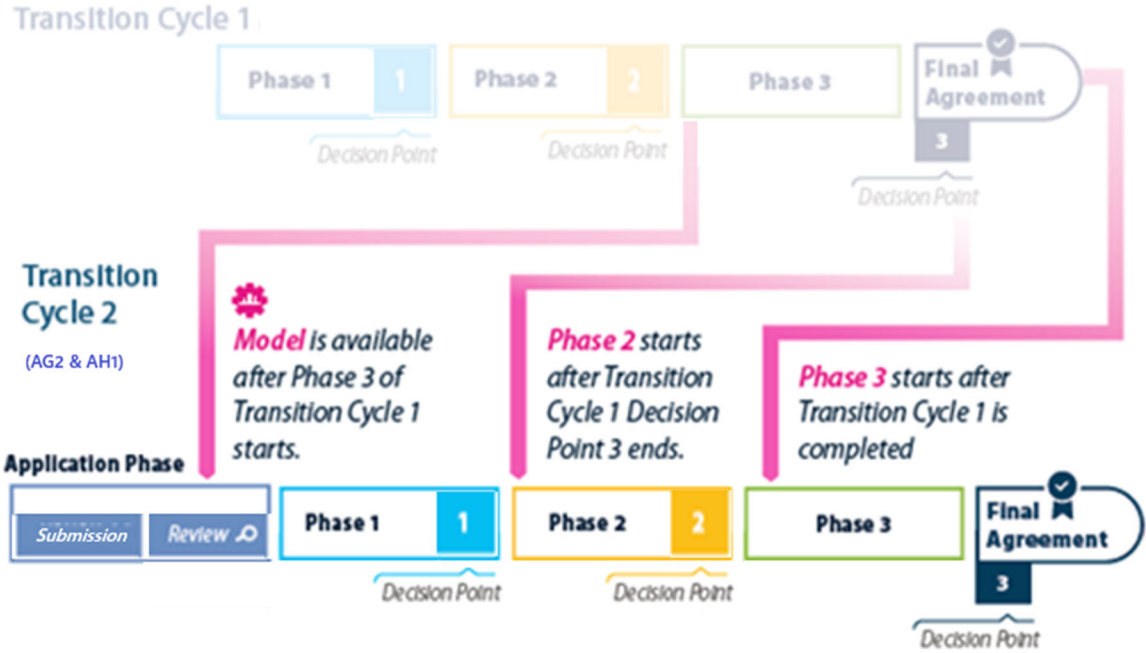 Transition Cycle 1
Phase 1
1
Phase 2
2
Phase 3
Final
Agreement
3
Decision Point
Decision Point
Decision Point
Transition
Cycle 2
(AG2 & AH1)
Model is available
after Phase 3 of
Transition Cycle 1
starts.
Phase 2 starts
after Transition
Cycle 1 Decision
Point 3 ends.
Phase 3 starts after
Transition Cycle 1 is
completed
Application Phase
Submission
Review
Phase 1
1
Phase 2
2
Phase 3
Final
Agreement
3
Decision Point
Decision Point
Decision Point